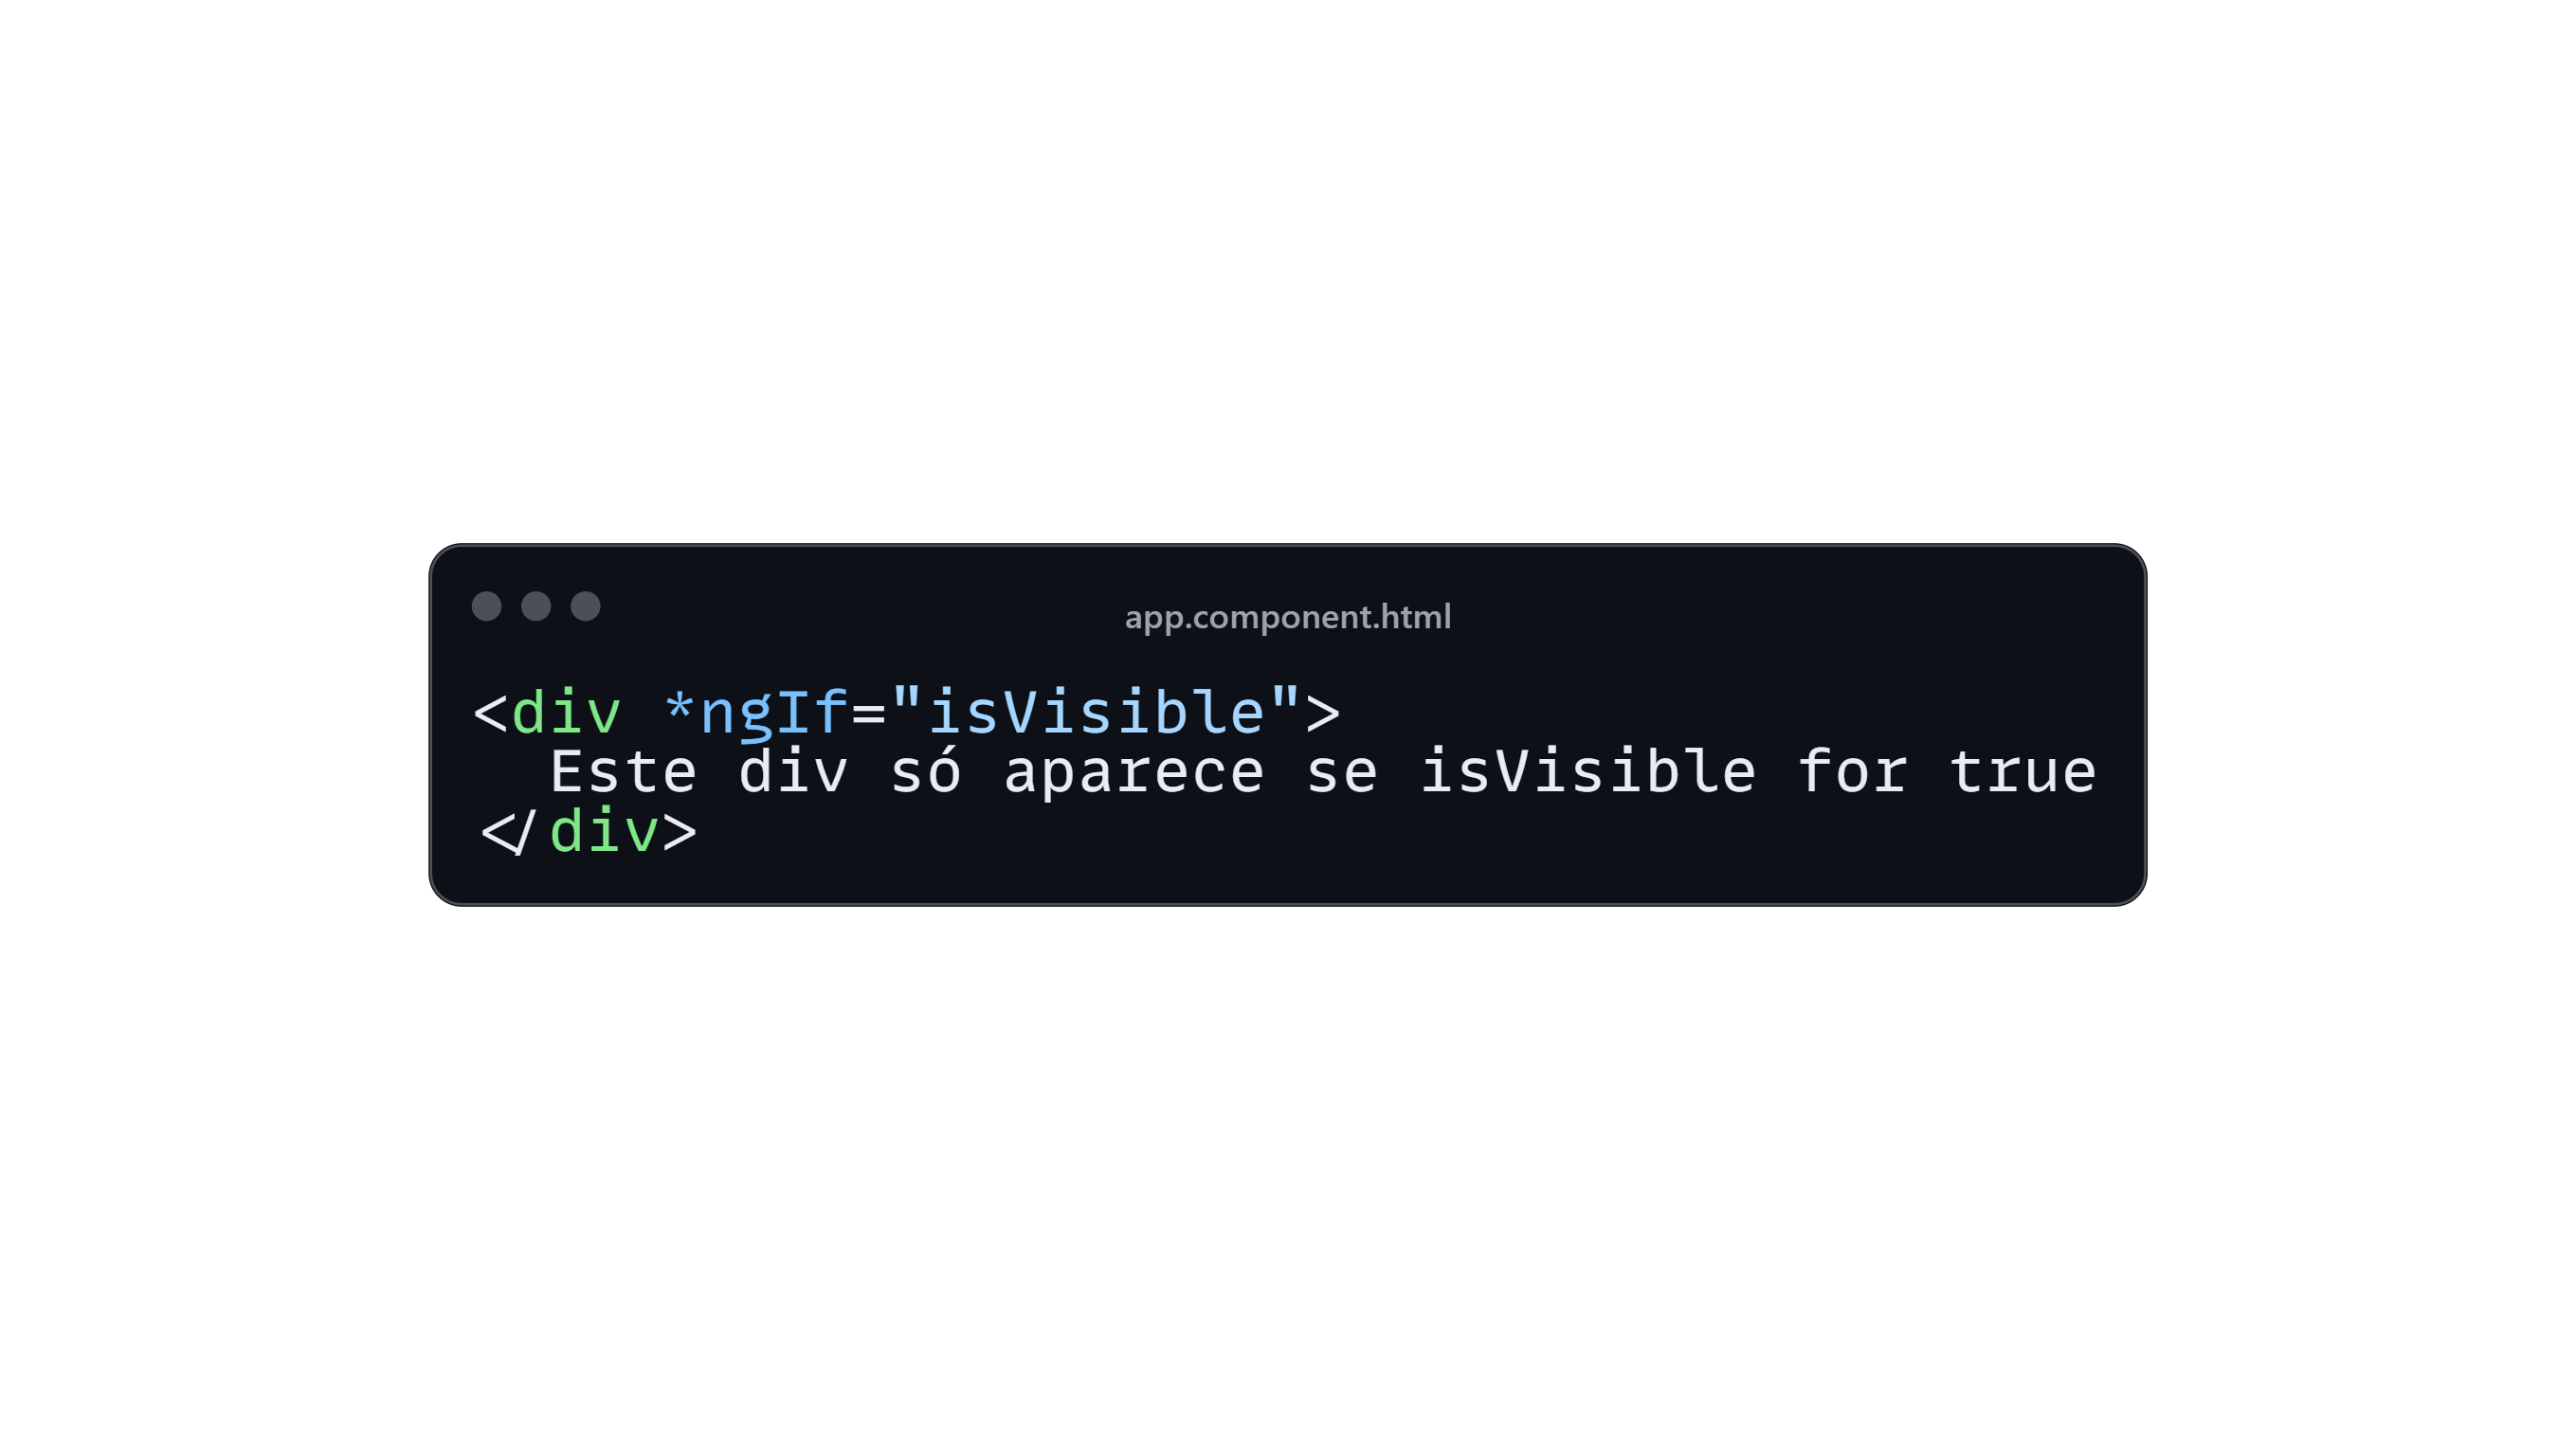 app.component.html
<div *ngIf="isVisible">
  Este div só aparece se isVisible for true
</div>